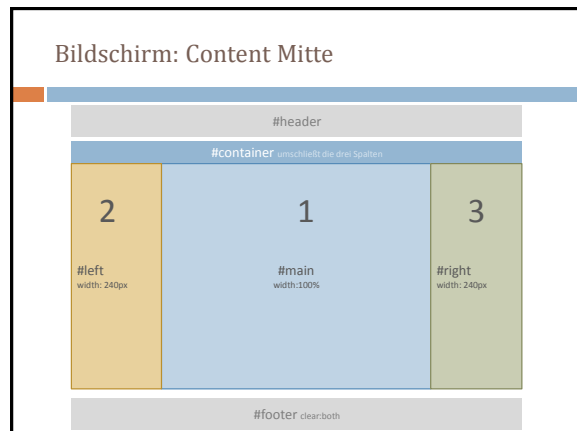 Bildschirm: Content Mitte
#header
#container umschließt die drei Spalten
2
1
3
#left
width: 240px
#main
width:100%
#right
width: 240px
#footer clear:both